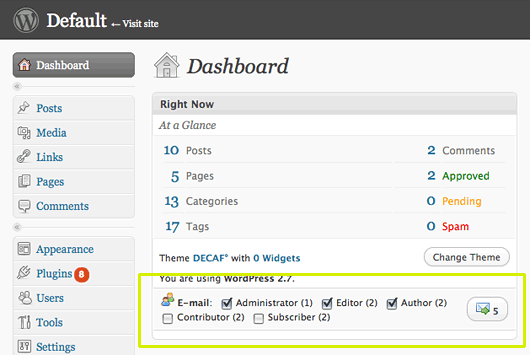 Default ← Visit site
Dashboard
Posts
Media
Links
Pages
Comments
Appearance
Plugins 8
Users
Tools
Settings
Dashboard
Right Now
At a Glance
10 Posts 2 Comments
5 Pages 2 Approved
13 Categories 0 Pending
17 Tags 0 Spam
Theme DECAF° with 0 Widgets Change Theme
You are using WordPress 2.7.
E-mail: Administrator (1) Editor (2) Author (2) 5
Contributor (2) Subscriber (2)